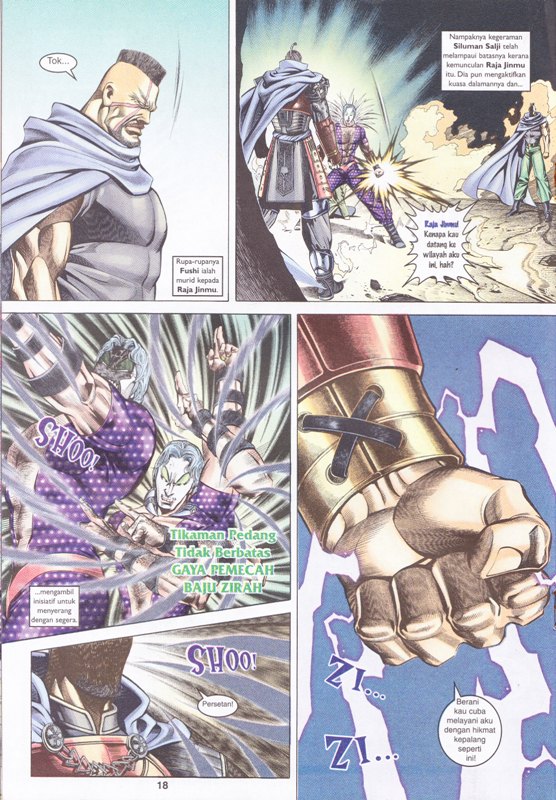 Tok...
Rupa-rupanya
Fushi ialah
murid kepada
Raja Jinmu.
Nampaknya kegeraman
Siluman Salji telah
melampaui batasnya kerana
kemunculan Raja Jinmu
itu. Dia pun mengaktifkan
kuasa dalamannya dan...
Raja Jinmu!
Kenapa kau
datang ke
wilayah aku
ini, hah?
SHOO!
SHOO!
Tikaman Pedang
Tidak Berbatas
GAYA PEMECAH
BAJU ZIRAH
...mengambil
inisiatif untuk
menyerang
dengan segera.
SHOO!
Persetan!
ZI...
ZI...
Berani
kau cuba
melayani aku
dengan hikmat
kepalang
seperti
ini!
18